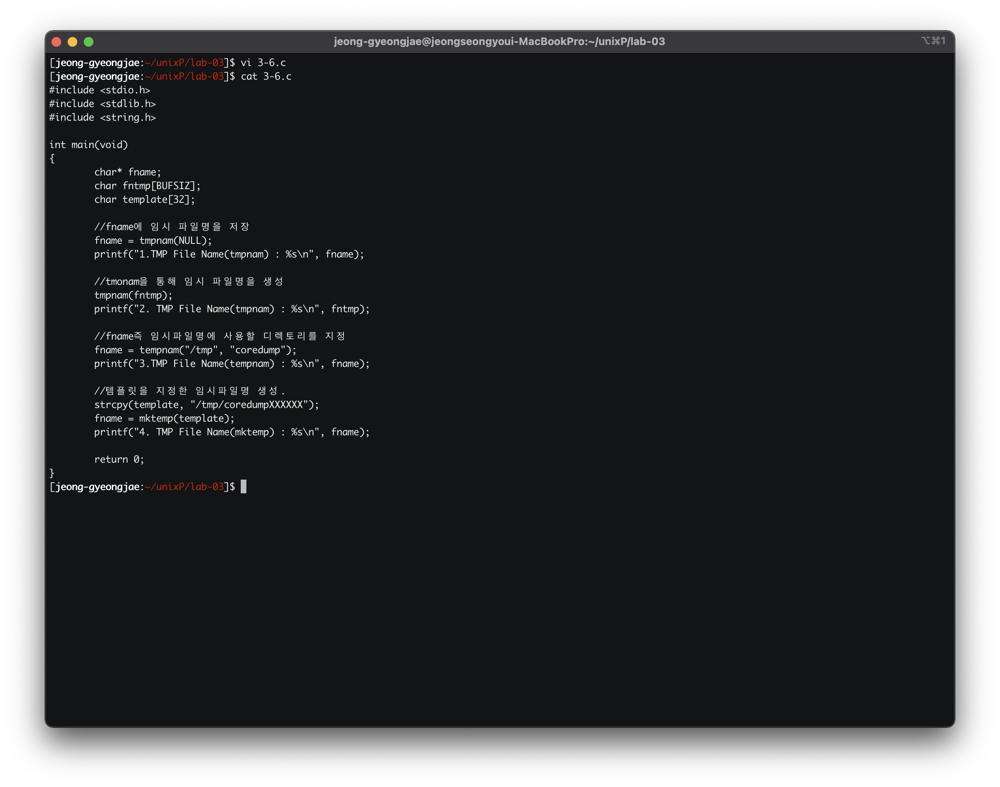 jeong-gyeongjae@jeongseongyoui-MacBookPro:~/unixP/lab-03
⌥⌘1
[jeong-gyeongjae:~/unixP/lab-03]$ vi 3-6.c
[jeong-gyeongjae:~/unixP/lab-03]$ cat 3-6.c
#include <stdio.h>
#include <stdlib.h>
#include <string.h>

int main(void)
{
        char* fname;
        char fntmp[BUFSIZ];
        char template[32];

        //fname에 임시 파일명을 저장
        fname = tmpnam(NULL);
        printf("1.TMP File Name(tmpnam) : %s\n", fname);

        //tmonam을 통해 임시 파일명을 생성
        tmpnam(fntmp);
        printf("2. TMP File Name(tmpnam) : %s\n", fntmp);

        //fname즉 임시파일명에 사용할 디렉토리를 지정
        fname = tempnam("/tmp", "coredump");
        printf("3.TMP File Name(tempnam) : %s\n", fname);

        //템플릿을 지정한 임시파일명 생성.
        strcpy(template, "/tmp/coredumpXXXXXX");
        fname = mktemp(template);
        printf("4. TMP File Name(mktemp) : %s\n", fname);

        return 0;
}
[jeong-gyeongjae:~/unixP/lab-03]$